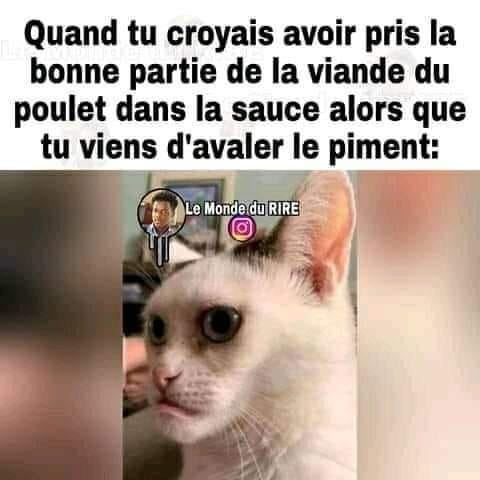 Quand tu croyais avoir pris la
bonne partie de la viande du
poulet dans la sauce alors que
tu viens d'avaler le piment:
Le Monde du RIRE